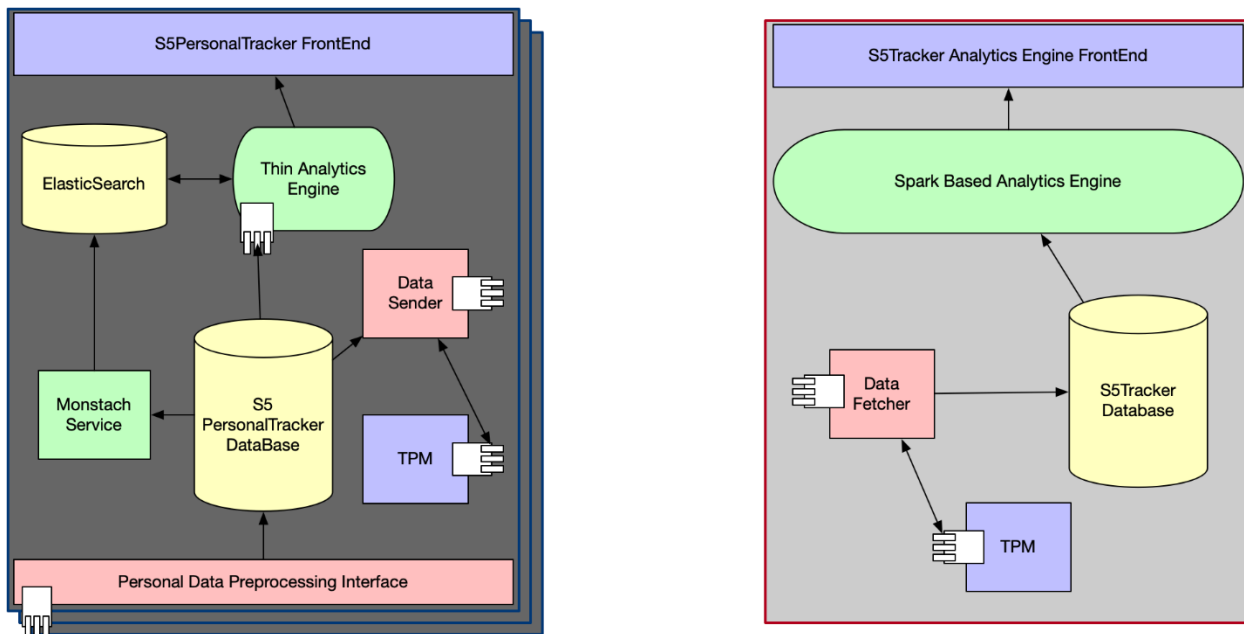 S5PersonalTracker FrontEnd
ElasticSearch
Thin Analytics
Engine
Data
Sender
Monstach
Service
S5
PersonalTracker
DataBase
TPM
Personal Data Preprocessing Interface
S5Tracker Analytics Engine FrontEnd
Spark Based Analytics Engine
Data
Fetcher
S5Tracker
Database
TPM